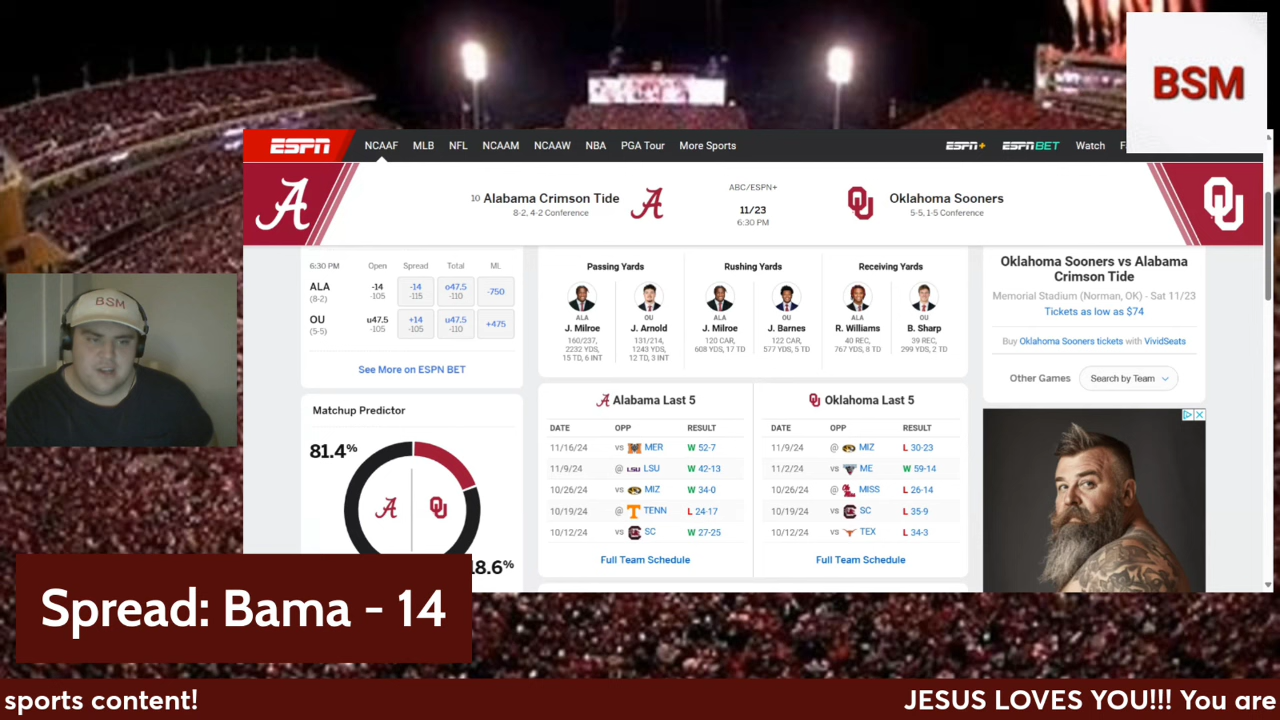 BSM
ESPN
NCAAF MLB NFL NCAAM NCAAW NBA PGA Tour More Sports
ESPN+ ESPNBET Watch
10 Alabama Crimson Tide
8-2, 4-2 Conference
ABC/ESPN+
11/23
6:30 PM
Oklahoma Sooners
5-5, 1-5 Conference
6:30 PM Open Spread Total ML
ALA -14 -14 o47.5 -750
(8-2) -105 -115 -110
OU u47.5 +14 u47.5 +475
(5-5) -105 -105 -110
See More on ESPN BET
Matchup Predictor
81.4%
18.6%
Passing Yards Rushing Yards Receiving Yards
ALA OU ALA OU ALA OU
J. Milroe J. Arnold J. Milroe J. Barnes R. Williams B. Sharp
160/237, 131/214, 120 CAR, 122 CAR, 40 REC, 39 REC,
2232 YDS, 1243 YDS, 608 YDS, 17 TD 577 YDS, 5 TD 767 YDS, 8 TD 299 YDS, 2 TD
15 TD, 6 INT 12 TD, 3 INT
Alabama Last 5
DATE OPP RESULT
11/16/24 vs MER W 52-7
11/9/24 @ LSU LSU W 42-13
10/26/24 vs MIZ W 34-0
10/19/24 @ TENN L 24-17
10/12/24 vs SC W 27-25
Full Team Schedule
Oklahoma Last 5
DATE OPP RESULT
11/9/24 @ MIZ L 30-23
11/2/24 vs ME W 59-14
10/26/24 @ MISS L 26-14
10/19/24 vs SC L 35-9
10/12/24 vs TEX L 34-3
Full Team Schedule
Oklahoma Sooners vs Alabama
Crimson Tide
Memorial Stadium (Norman, OK) - Sat 11/23
Tickets as low as $74
Buy Oklahoma Sooners tickets with VividSeats
Other Games Search by Team
BSM
Spread: Bama - 14
sports content! JESUS LOVES YOU!!! You are